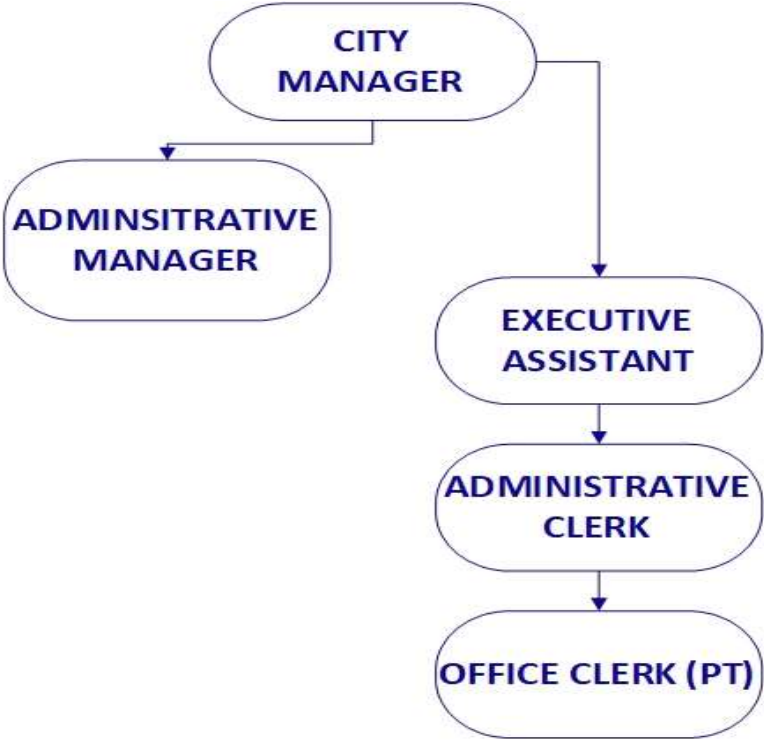 CITY
MANAGER
ADMINSITRATIVE
MANAGER
EXECUTIVE
ASSISTANT
ADMINISTRATIVE
CLERK
OFFICE CLERK (PT)